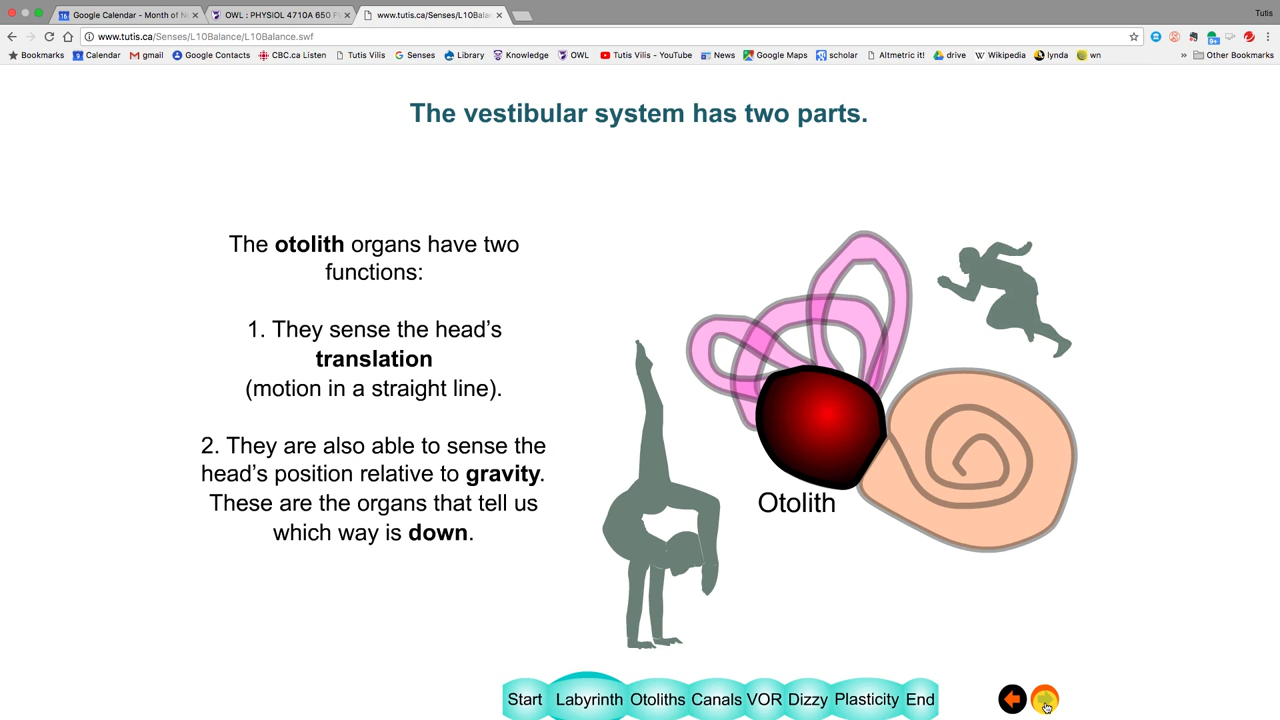 Tutis
Google Calendar - Month of N
OWL : PHYSIOL 4710A 650 F
www.tutis.ca/Senses/L10Bala
www.tutis.ca/Senses/L10Balance/L10Balance.swf
Bookmarks Calendar gmail Google Contacts CBC.ca Listen Tutis Vilis Senses Library Knowledge OWL Tutis Vilis - YouTube News Google Maps scholar Altmetric it! drive Wikipedia lynda wn » Other Bookmarks
The vestibular system has two parts.
The otolith organs have two
functions:
1. They sense the head’s
translation
(motion in a straight line).
2. They are also able to sense the
head’s position relative to gravity.
These are the organs that tell us
which way is down.
Otolith
Start Labyrinth Otoliths Canals VOR Dizzy Plasticity End